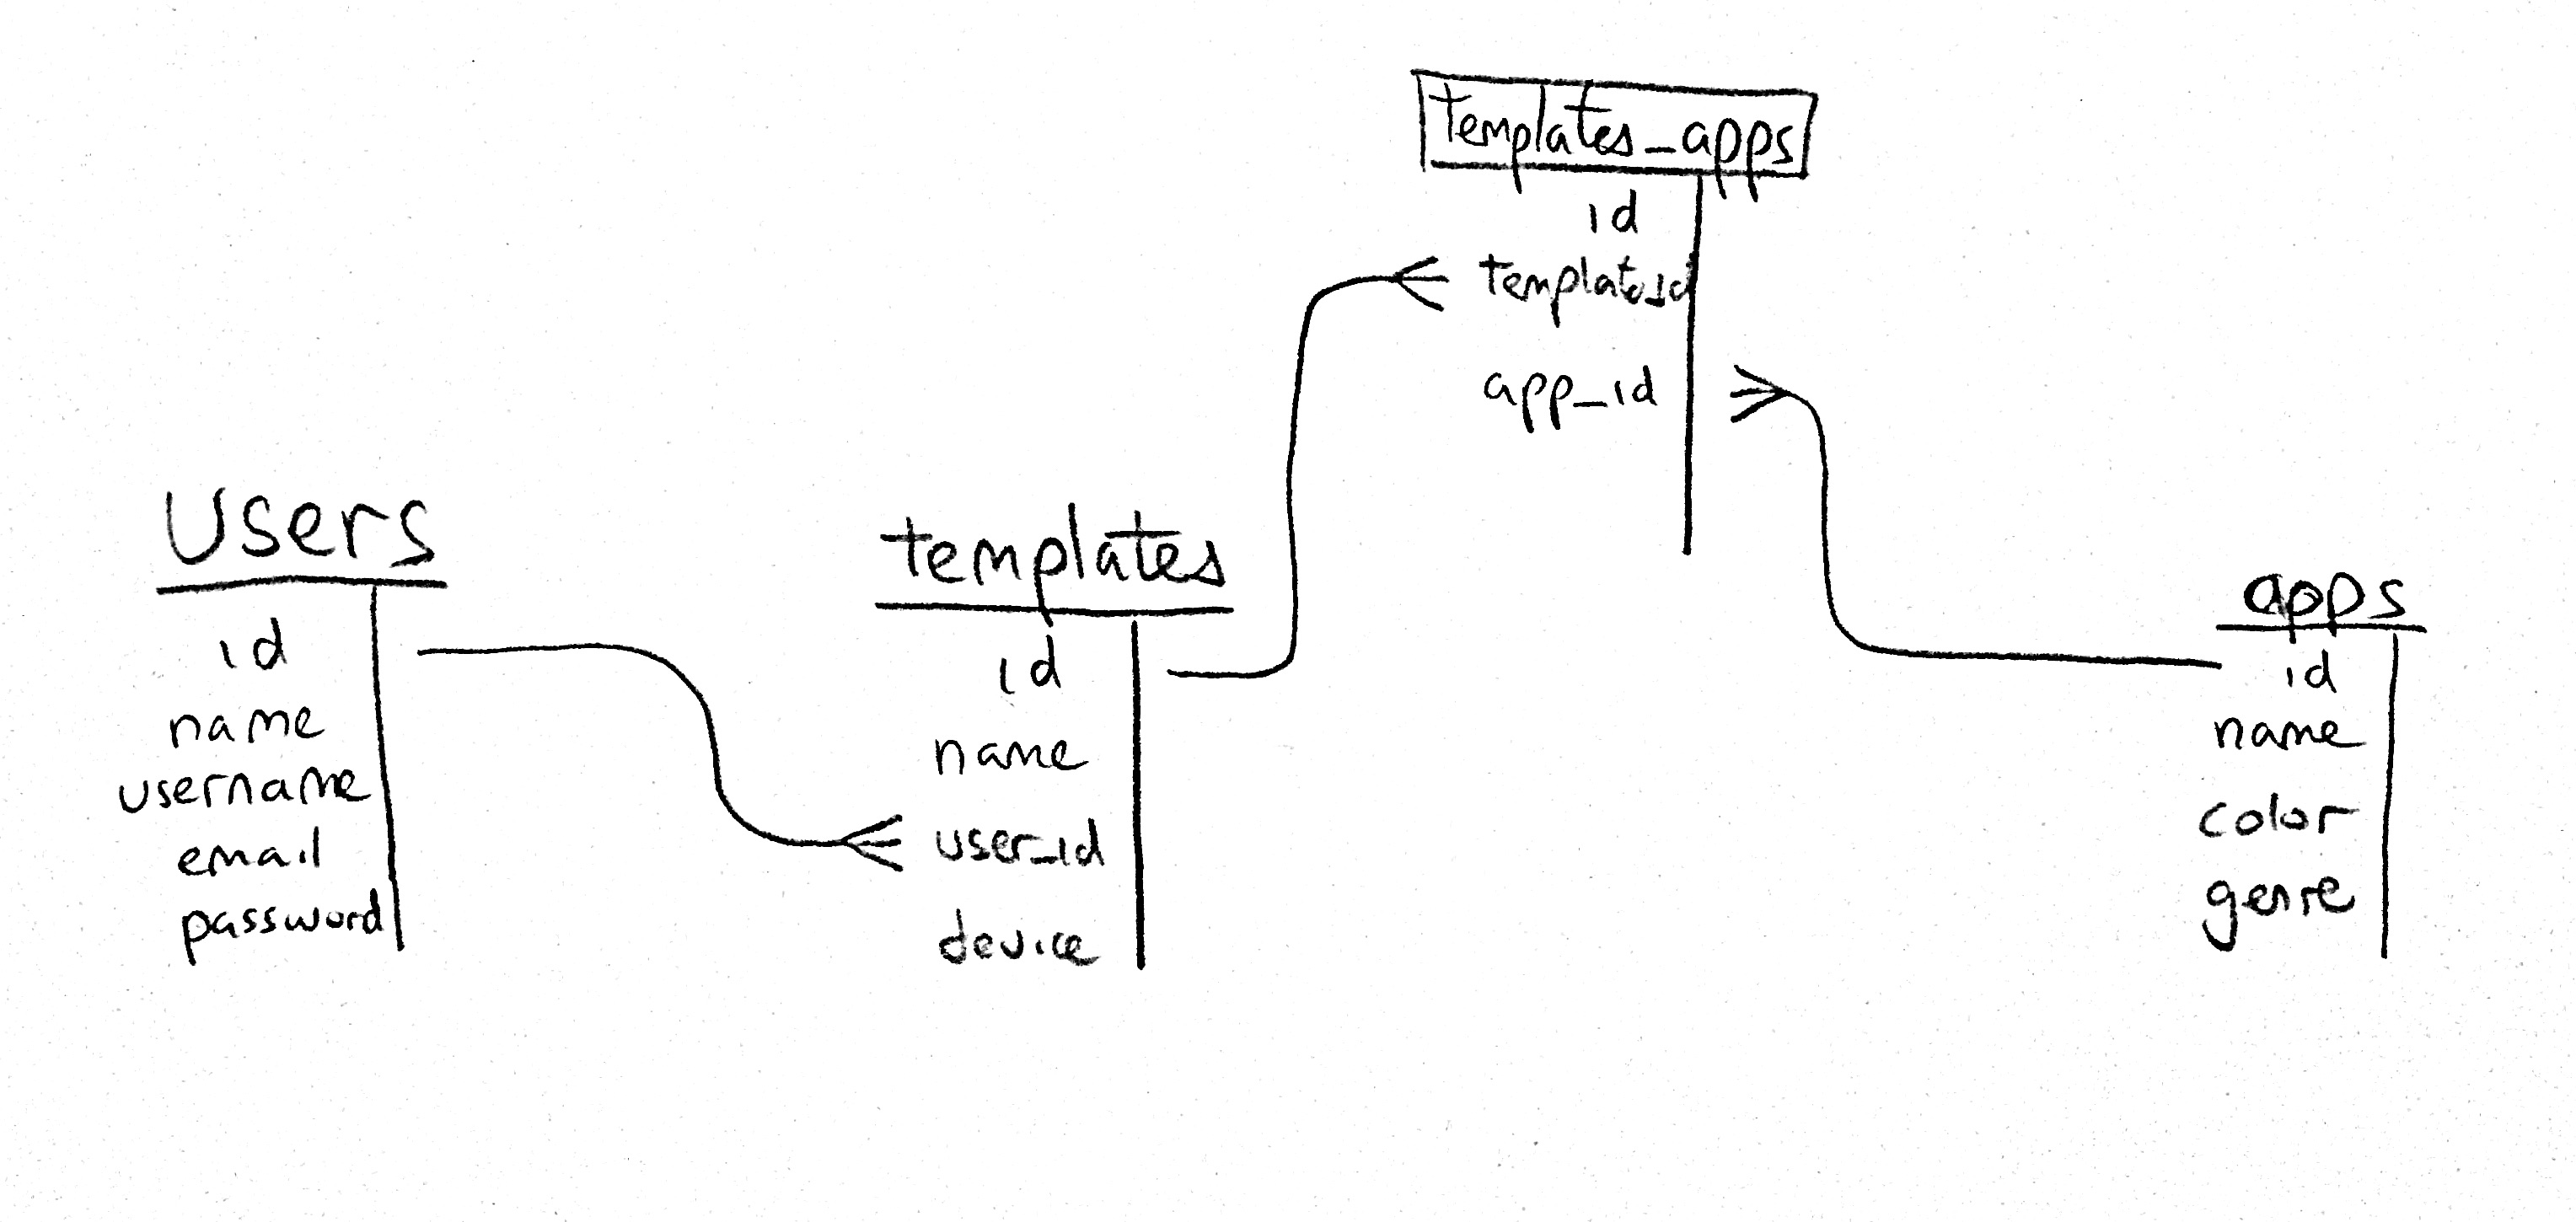 templates_apps
id
template_id
app_id
Users
id
name
username
email
password
templates
id
name
user_id
device
apps
id
name
color
genre